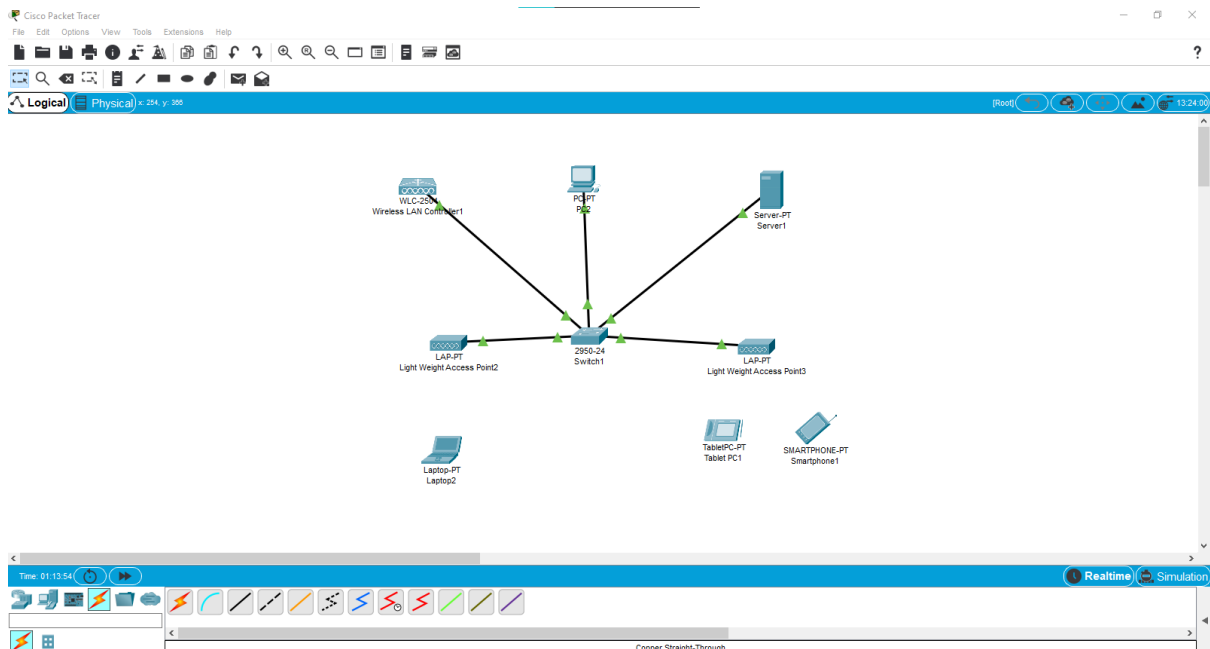 Cisco Packet Tracer
File Edit Options View Tools Extensions Help
?
Logical Physical x: 284, y: 366 [Root] 13:24:00
WLC-2504
Wireless LAN Controller1
PC-PT
PC2
Server-PT
Server1
LAP-PT
Light Weight Access Point2
2950-24
Switch1
LAP-PT
Light Weight Access Point3
TabletPC-PT
Tablet PC1
SMARTPHONE-PT
Smartphone1
Laptop-PT
Laptop2
Time: 01:13:54 Realtime Simulation
Copper Straight-Through